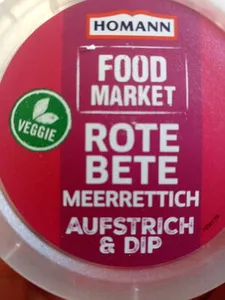 HOMANN
FOOD
MARKET
VEGGIE
ROTE
BETE
MEERRETTICH
AUFSTRICH
& DIP